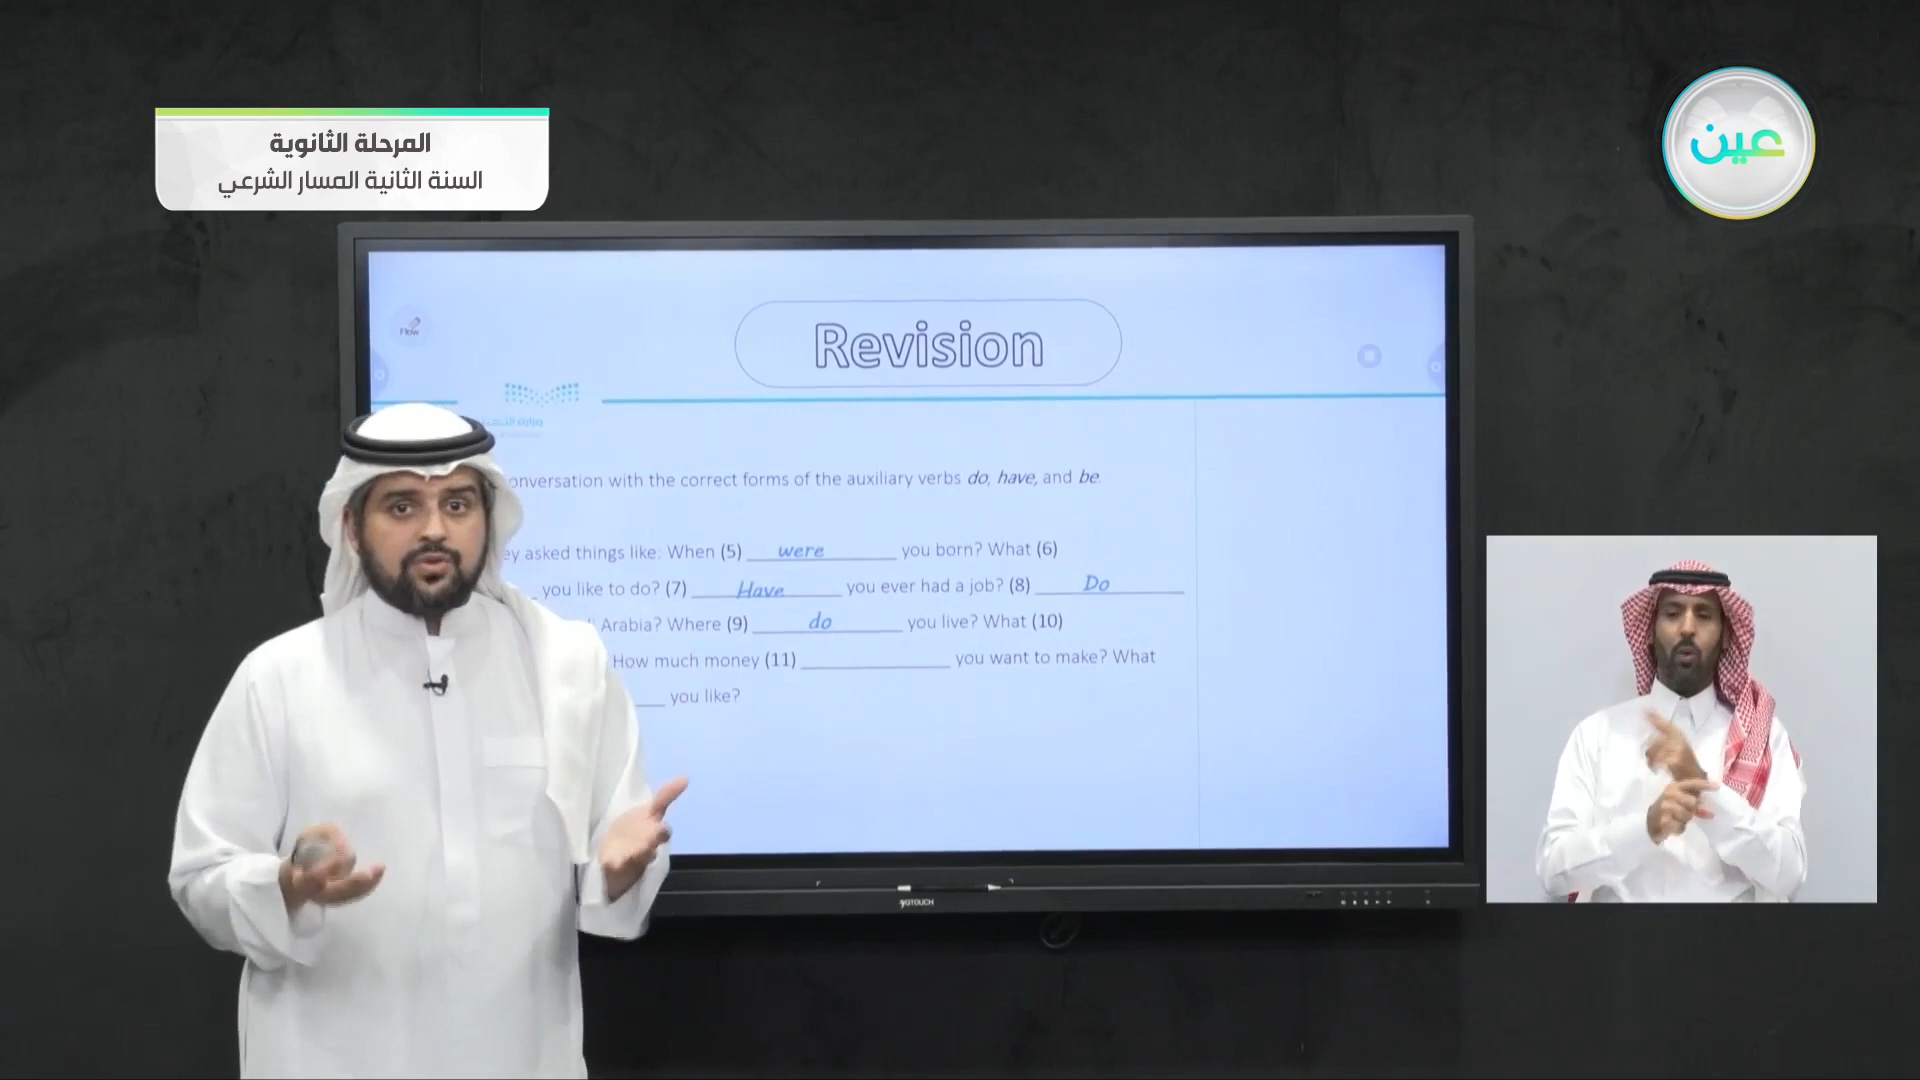 المرحلة الثانوية
السنة الثانية المسار الشرعي
عين
Revision
Flow
onversation with the correct forms of the auxiliary verbs do, have, and be
ey asked things like: When (5) were you born? What (6)
you like to do? (7) Have you ever had a job? (8) Do
Arabia? Where (9) do you live? What (10)
How much money (11) you want to make? What
you like?